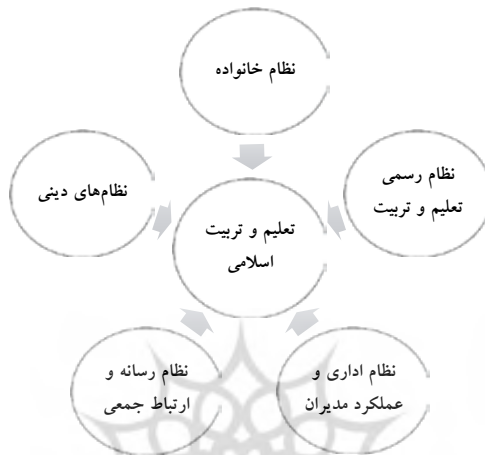 نظام خانواده
نظام رسمی
تعلیم و تربیت
نظام‌های دینی
تعلیم و تربیت
اسلامی
نظام اداری و
عملکرد مدیران
نظام رسانه و
ارتباط جمعی